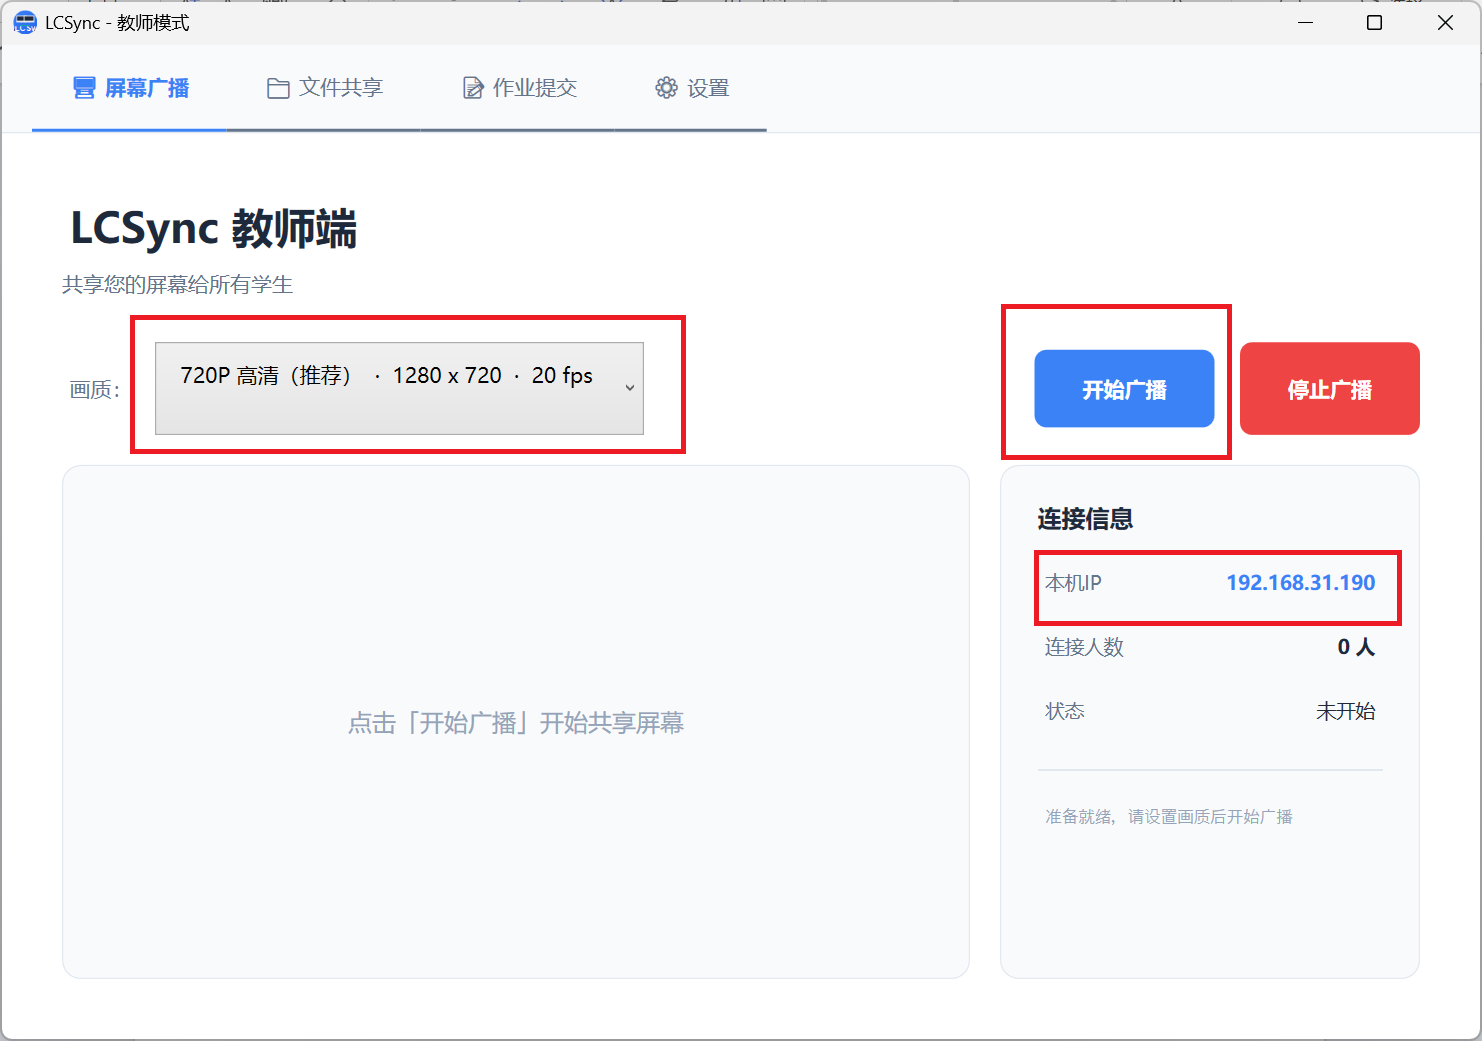 LCSync - 教师模式
屏幕广播
文件共享
作业提交
设置
LCSync 教师端
共享您的屏幕给所有学生
画质：
720P 高清（推荐） · 1280 x 720 · 20 fps
开始广播
停止广播
点击「开始广播」开始共享屏幕
连接信息
本机IP 192.168.31.190
连接人数 0 人
状态 未开始
准备就绪，请设置画质后开始广播